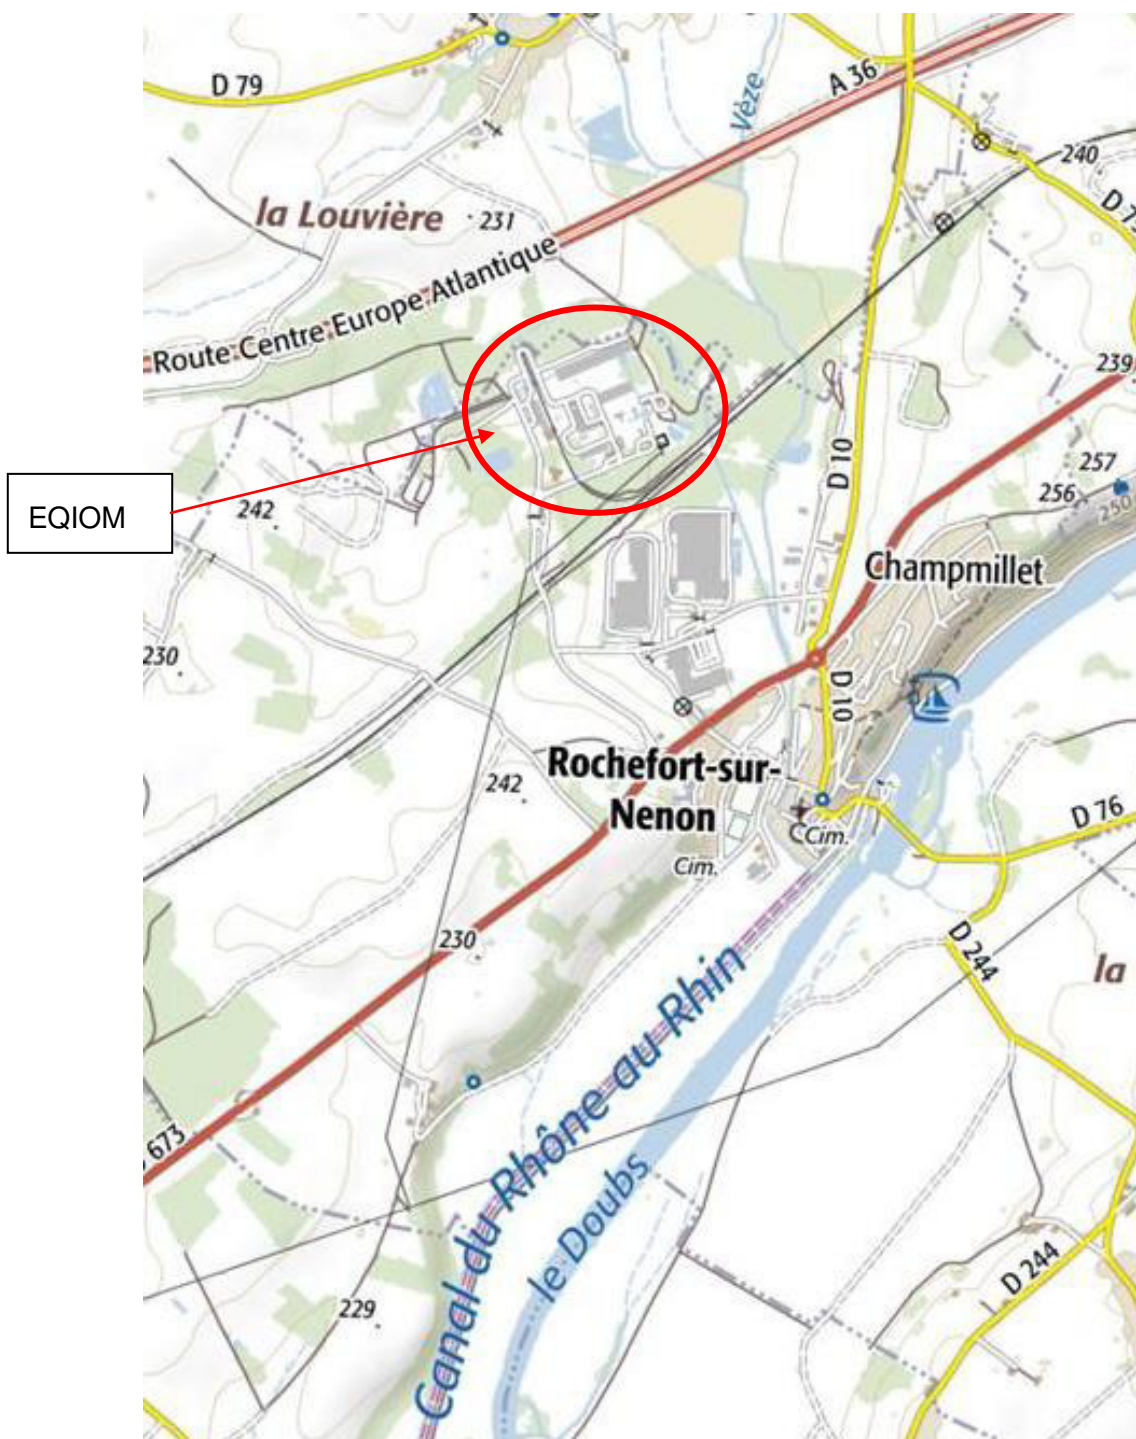 D 79
A 36
Vèze
240
la Louvière
231
Route Centre Europe Atlantique
239
D 10
257
256
250
EQIOM
242
Champmillet
230
D 10
Rochefort-sur-
Nenon
242
D 76
Cim.
Cim.
230
D 244
la
Canal du Rhône au Rhin
673
le Doubs
D 244
229